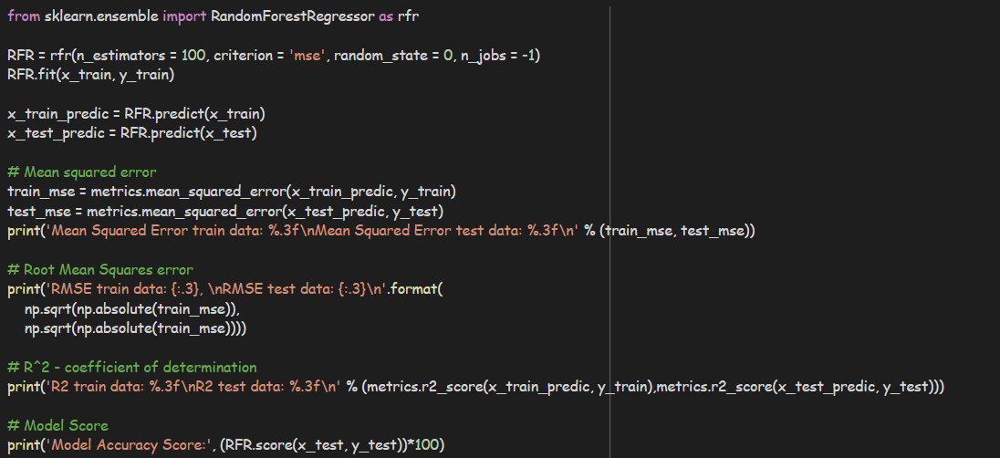 from sklearn.ensemble import RandomForestRegressor as rfr
RFR = rfr(n_estimators = 100, criterion = 'mse', random_state = 0, n_jobs = -1)
RFR.fit(x_train, y_train)
x_train_predic = RFR.predict(x_train)
x_test_predic = RFR.predict(x_test)
# Mean squared error
train_mse = metrics.mean_squared_error(x_train_predic, y_train)
test_mse = metrics.mean_squared_error(x_test_predic, y_test)
print('Mean Squared Error train data: %.3f\nMean Squared Error test data: %.3f\n' % (train_mse, test_mse))
# Root Mean Squares error
print('RMSE train data: {:.3}, \nRMSE test data: {:.3}\n'.format(
np.sqrt(np.absolute(train_mse)),
np.sqrt(np.absolute(train_mse))))
# R^2 - coefficient of determination
print('R2 train data: %.3f\nR2 test data: %.3f\n' % (metrics.r2_score(x_train_predic, y_train),metrics.r2_score(x_test_predic, y_test)))
# Model Score
print('Model Accuracy Score:', (RFR.score(x_test, y_test))*100)